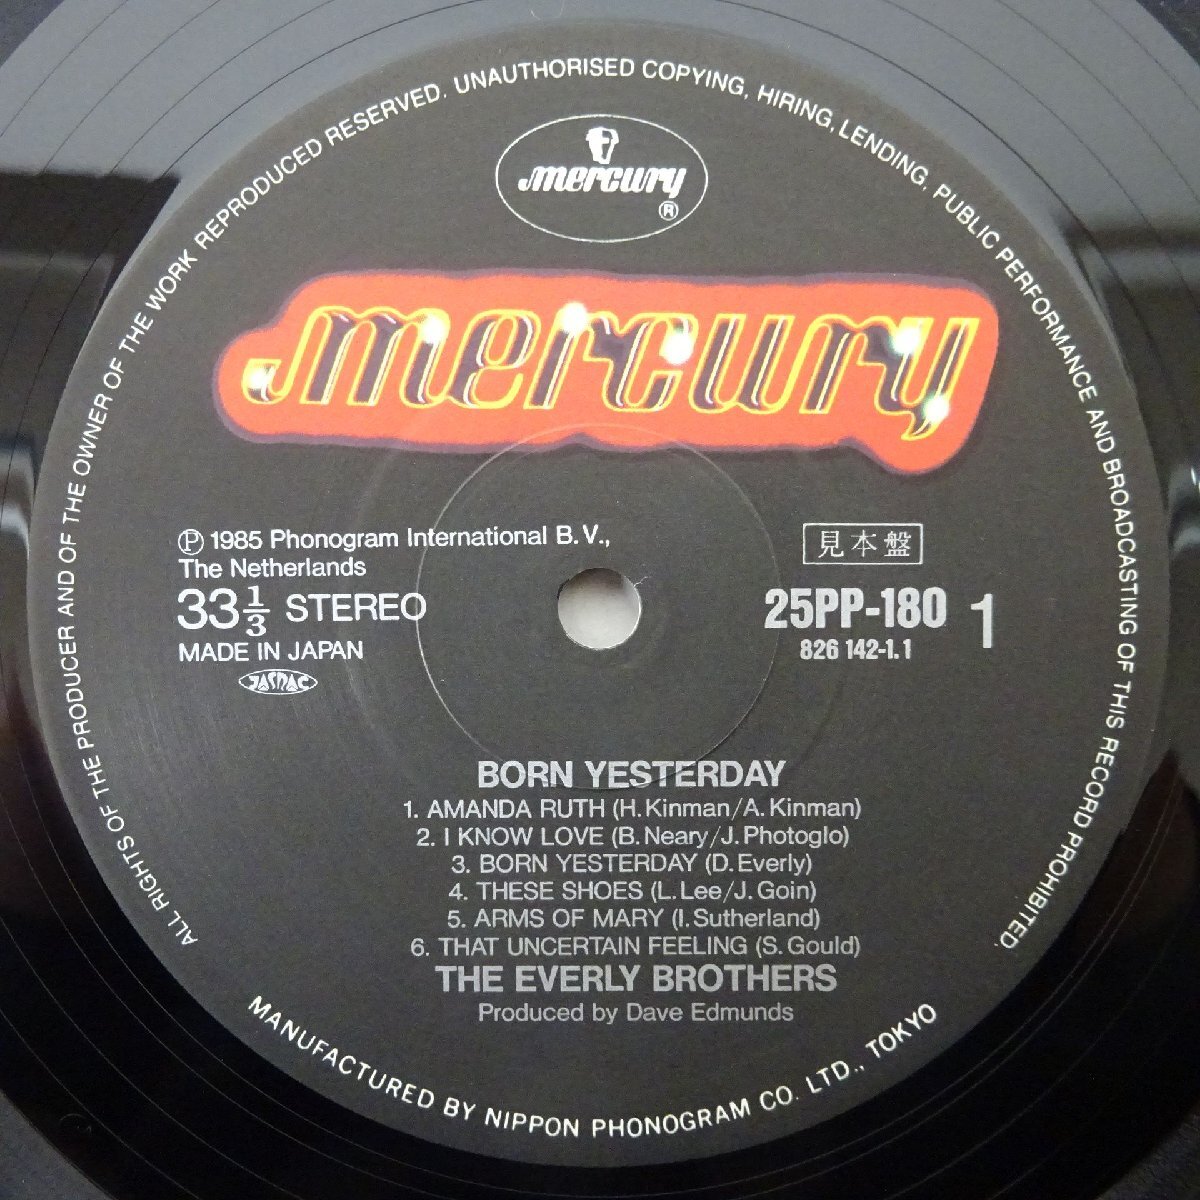 ALL RIGHTS OF THE PRODUCER AND OF THE OWNER OF THE WORK REPRODUCED RESERVED. UNAUTHORISED COPYING, HIRING, LENDING, PUBLIC PERFORMANCE AND BROADCASTING OF THIS RECORD PROHIBITED.
mercury
®
mercury
℗ 1985 Phonogram International B.V.,
The Netherlands
33 1/3 STEREO
MADE IN JAPAN
JASRAC
見本盤
25PP-180 1
826 142-1.1
BORN YESTERDAY
1. AMANDA RUTH (H.Kinman/A.Kinman)
2. I KNOW LOVE (B.Neary/J.Photoglo)
3. BORN YESTERDAY (D.Everly)
4. THESE SHOES (L.Lee/J.Goin)
5. ARMS OF MARY (I.Sutherland)
6. THAT UNCERTAIN FEELING (S.Gould)
THE EVERLY BROTHERS
Produced by Dave Edmunds
MANUFACTURED BY NIPPON PHONOGRAM CO. LTD., TOKYO